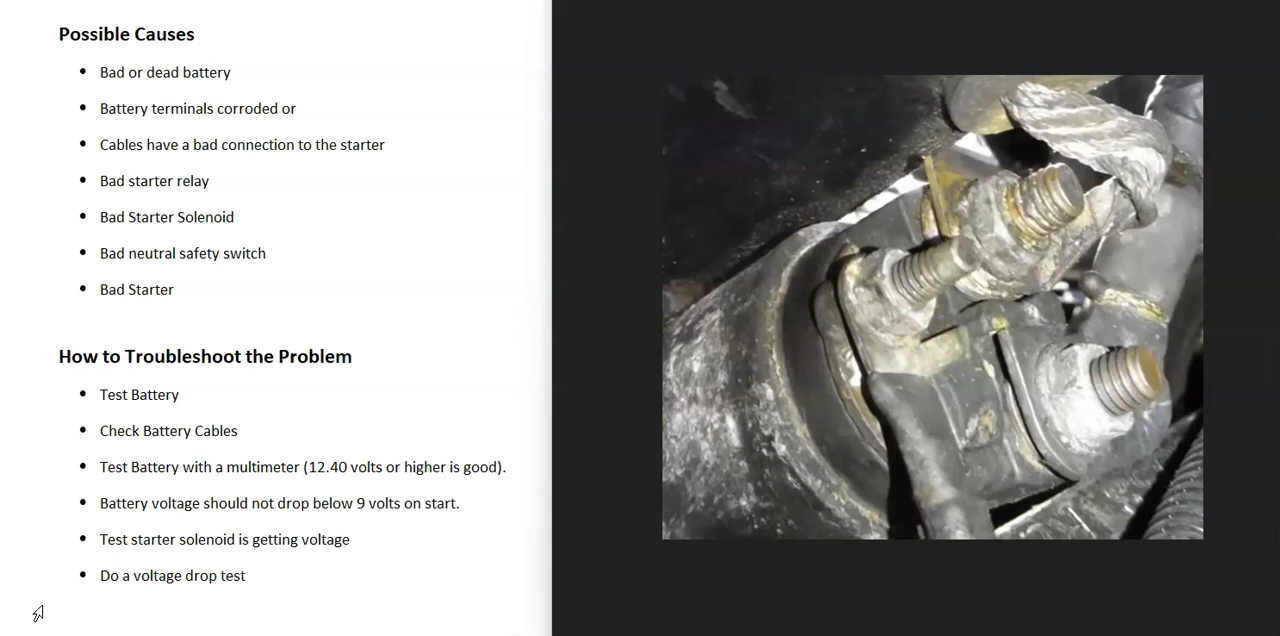 Possible Causes
Bad or dead battery
Battery terminals corroded or
Cables have a bad connection to the starter
Bad starter relay
Bad Starter Solenoid
Bad neutral safety switch
Bad Starter
How to Troubleshoot the Problem
Test Battery
Check Battery Cables
Test Battery with a multimeter (12.40 volts or higher is good).
Battery voltage should not drop below 9 volts on start.
Test starter solenoid is getting voltage
Do a voltage drop test